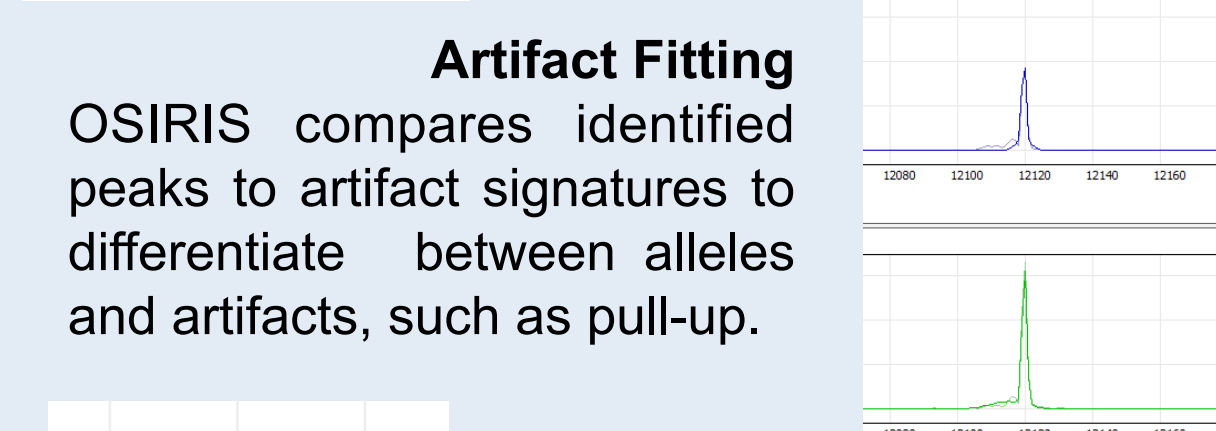 Artifact Fitting
OSIRIS compares identified
peaks to artifact signatures to
differentiate between alleles
and artifacts, such as pull-up.
12080 12100 12120 12140 12160